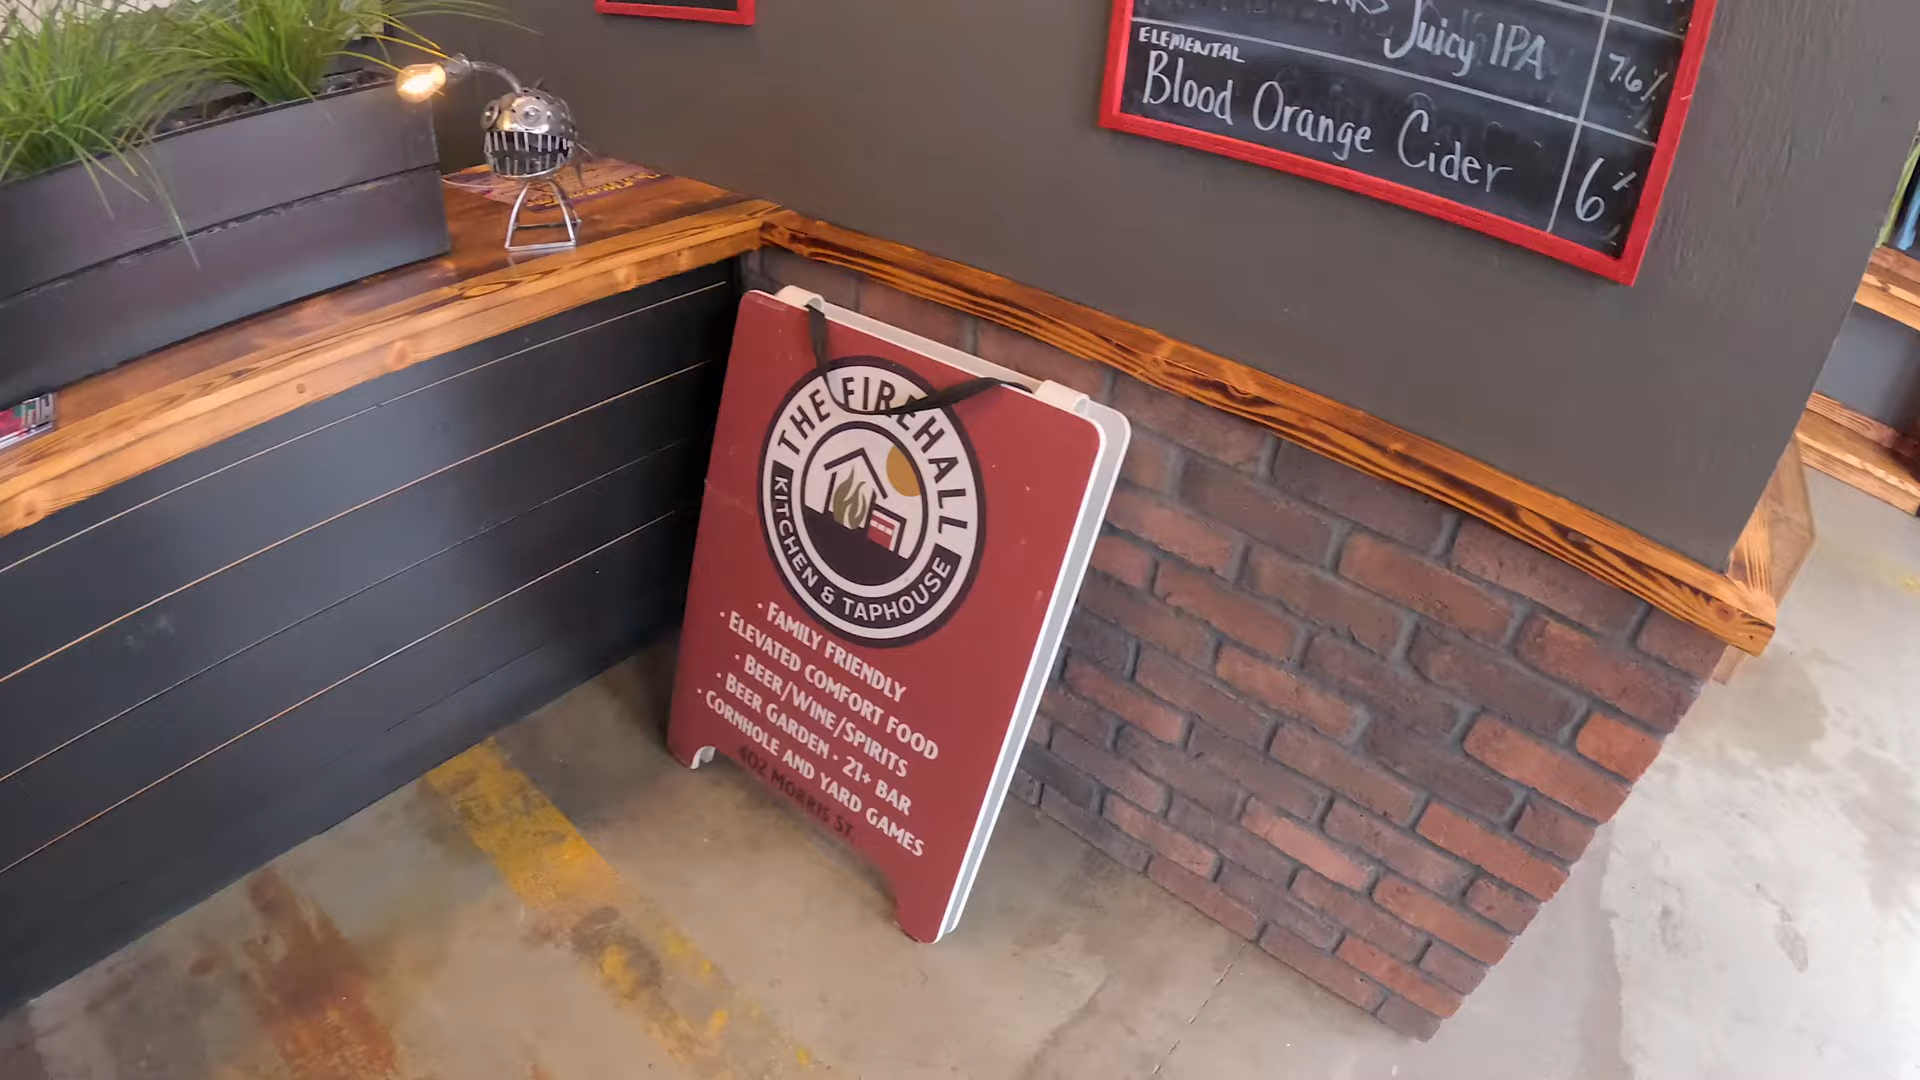 Juicy IPA 7.6%
ELEMENTAL
Blood Orange Cider 6%
THE FIREHALL
KITCHEN & TAPHOUSE
· FAMILY FRIENDLY
· ELEVATED COMFORT FOOD
· BEER/WINE/SPIRITS
· BEER GARDEN · 21+ BAR
· CORNHOLE AND YARD GAMES
402 MORRIS ST.